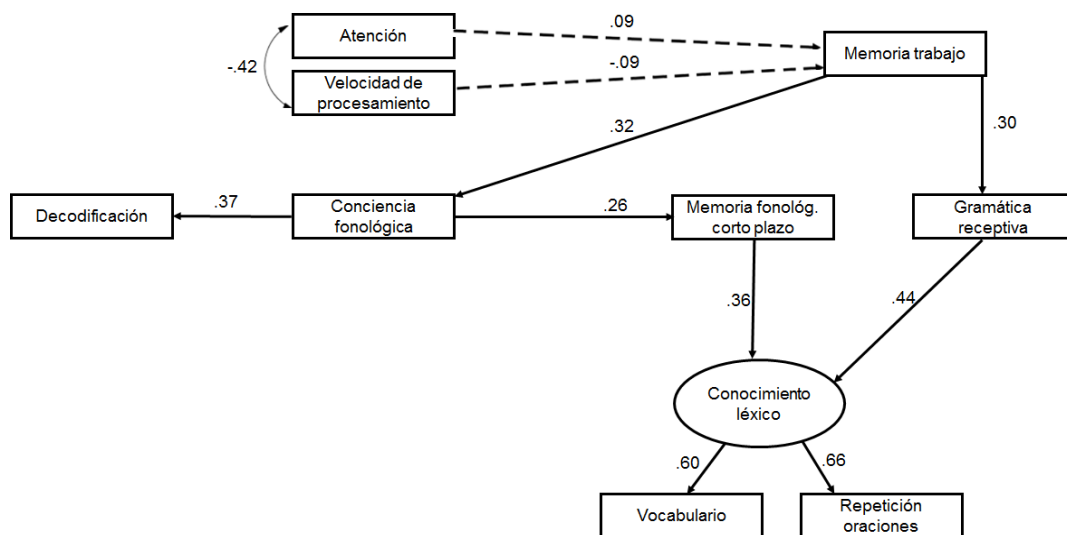 Atención
.09
Memoria trabajo
-.42
-.09
Velocidad de
procesamiento
.32
.30
.37
Decodificación
Conciencia
fonológica
.26
Memoria fonológ.
corto plazo
Gramática
receptiva
.36
.44
Conocimiento
léxico
.60
.66
Vocabulario
Repetición
oraciones